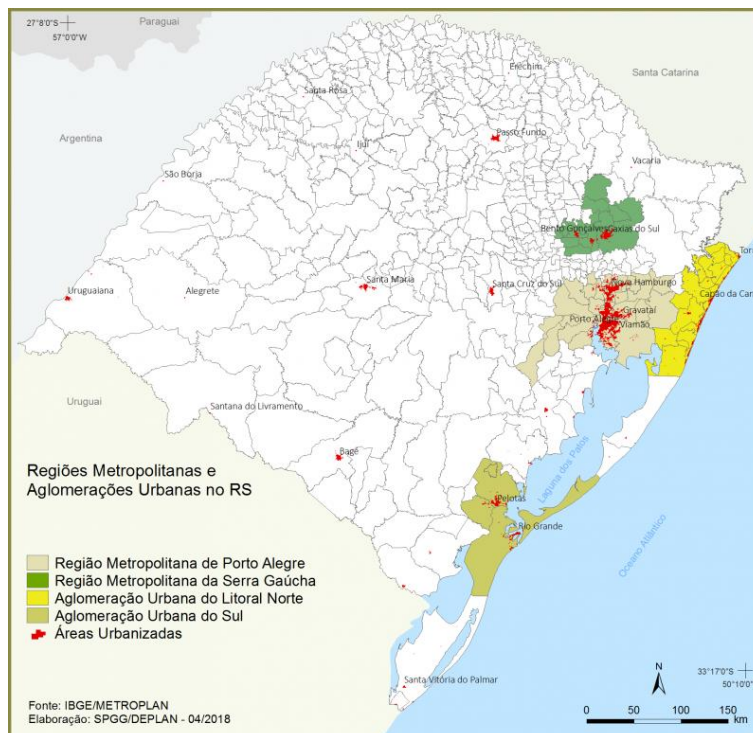 27°8'0"S
57°0'0"W
Paraguai
Santa Catarina
Argentina
Erechim
Santa Rosa
Passo Fundo
Ijuí
Vacaria
São Borja
Bento Gonçalves
Caxias do Sul
Torr
Uruguaiana
Alegrete
Santa Maria
Santa Cruz do Sul
Nova Hamburgo
Capão da Can
Gravataí
Porto Alegre
Viamão
Uruguai
Santana do Livramento
Bagé
Laguna dos Patos
Regiões Metropolitanas e
Aglomerações Urbanas no RS
Pelotas
Rio Grande
Oceano Atlântico
Região Metropolitana de Porto Alegre
Região Metropolitana da Serra Gaúcha
Aglomeração Urbana do Litoral Norte
Aglomeração Urbana do Sul
Áreas Urbanizadas
Santa Vitória do Palmar
N
33°17'0"S
50°10'0"
Fonte: IBGE/METROPLAN
Elaboração: SPGG/DEPLAN - 04/2018
0 50 100 150
km